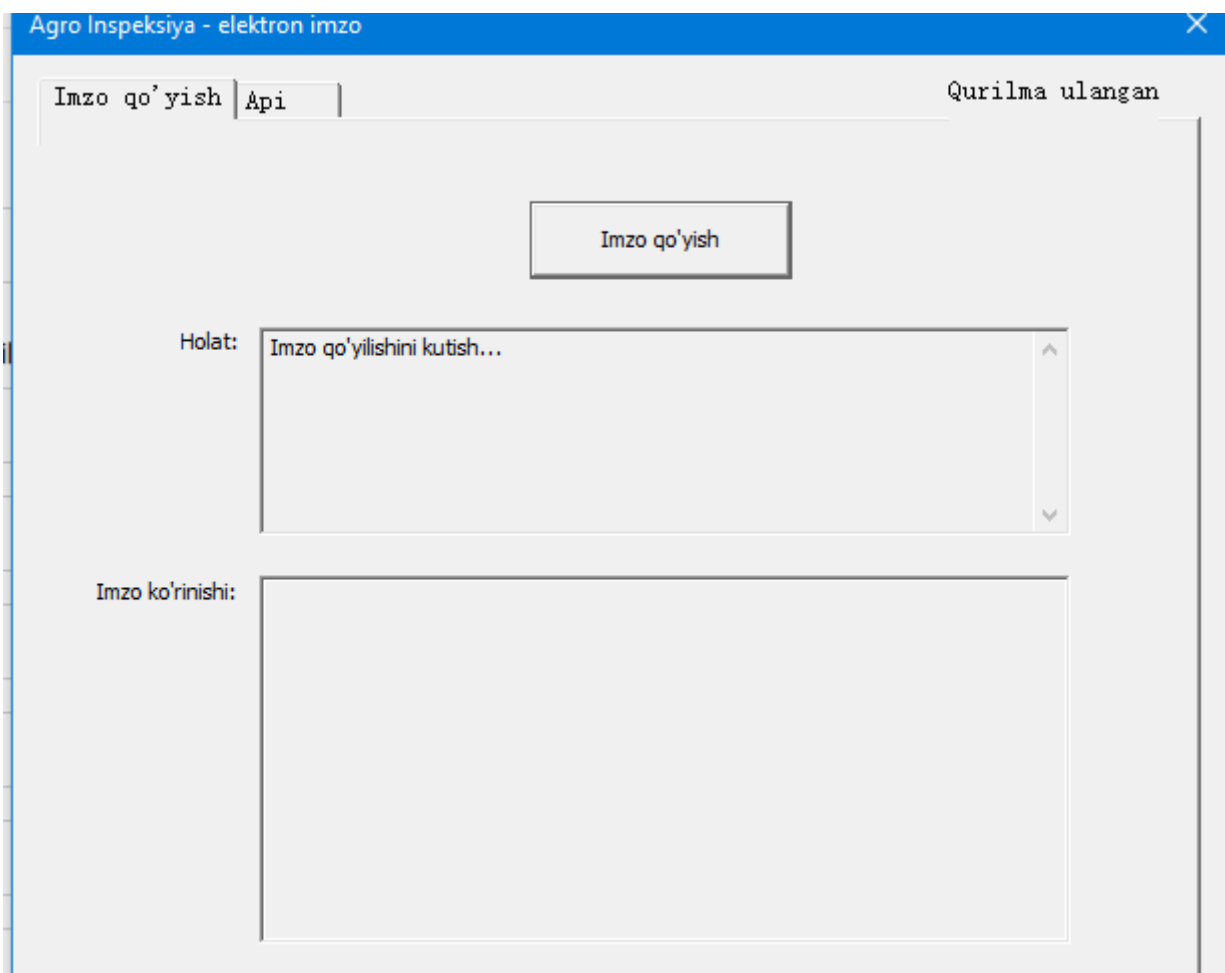 Agro Inspeksiya - elektron imzo
Imzo qo'yish
Api
Qurilma ulangan
Imzo qo'yish
Holat:
Imzo qo'yilishini kutish...
Imzo ko'rinishi: